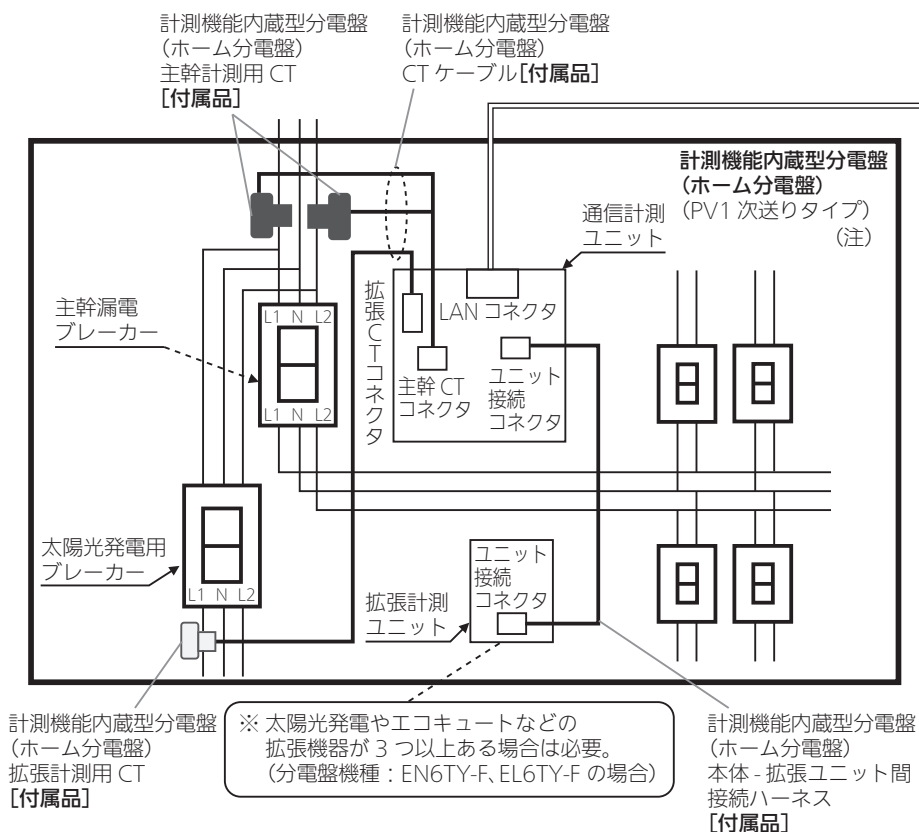 計測機能内蔵型分電盤
(ホーム分電盤)
主幹計測用 CT
[付属品]
計測機能内蔵型分電盤
(ホーム分電盤)
CT ケーブル[付属品]
計測機能内蔵型分電盤
(ホーム分電盤)
(PV1 次送りタイプ)
(注)
通信計測
ユニット
主幹漏電
ブレーカー
L1 N L2
L1 N L2
拡張CTコネクタ
LAN コネクタ
主幹 CT
コネクタ
ユニット
接続
コネクタ
太陽光発電用
ブレーカー
L1 N L2
拡張計測
ユニット
ユニット
接続
コネクタ
計測機能内蔵型分電盤
(ホーム分電盤)
拡張計測用 CT
[付属品]
※ 太陽光発電やエコキュートなどの
拡張機器が 3 つ以上ある場合は必要。
(分電盤機種:EN6TY-F、EL6TY-F の場合)
計測機能内蔵型分電盤
(ホーム分電盤)
本体 - 拡張ユニット間
接続ハーネス
[付属品]